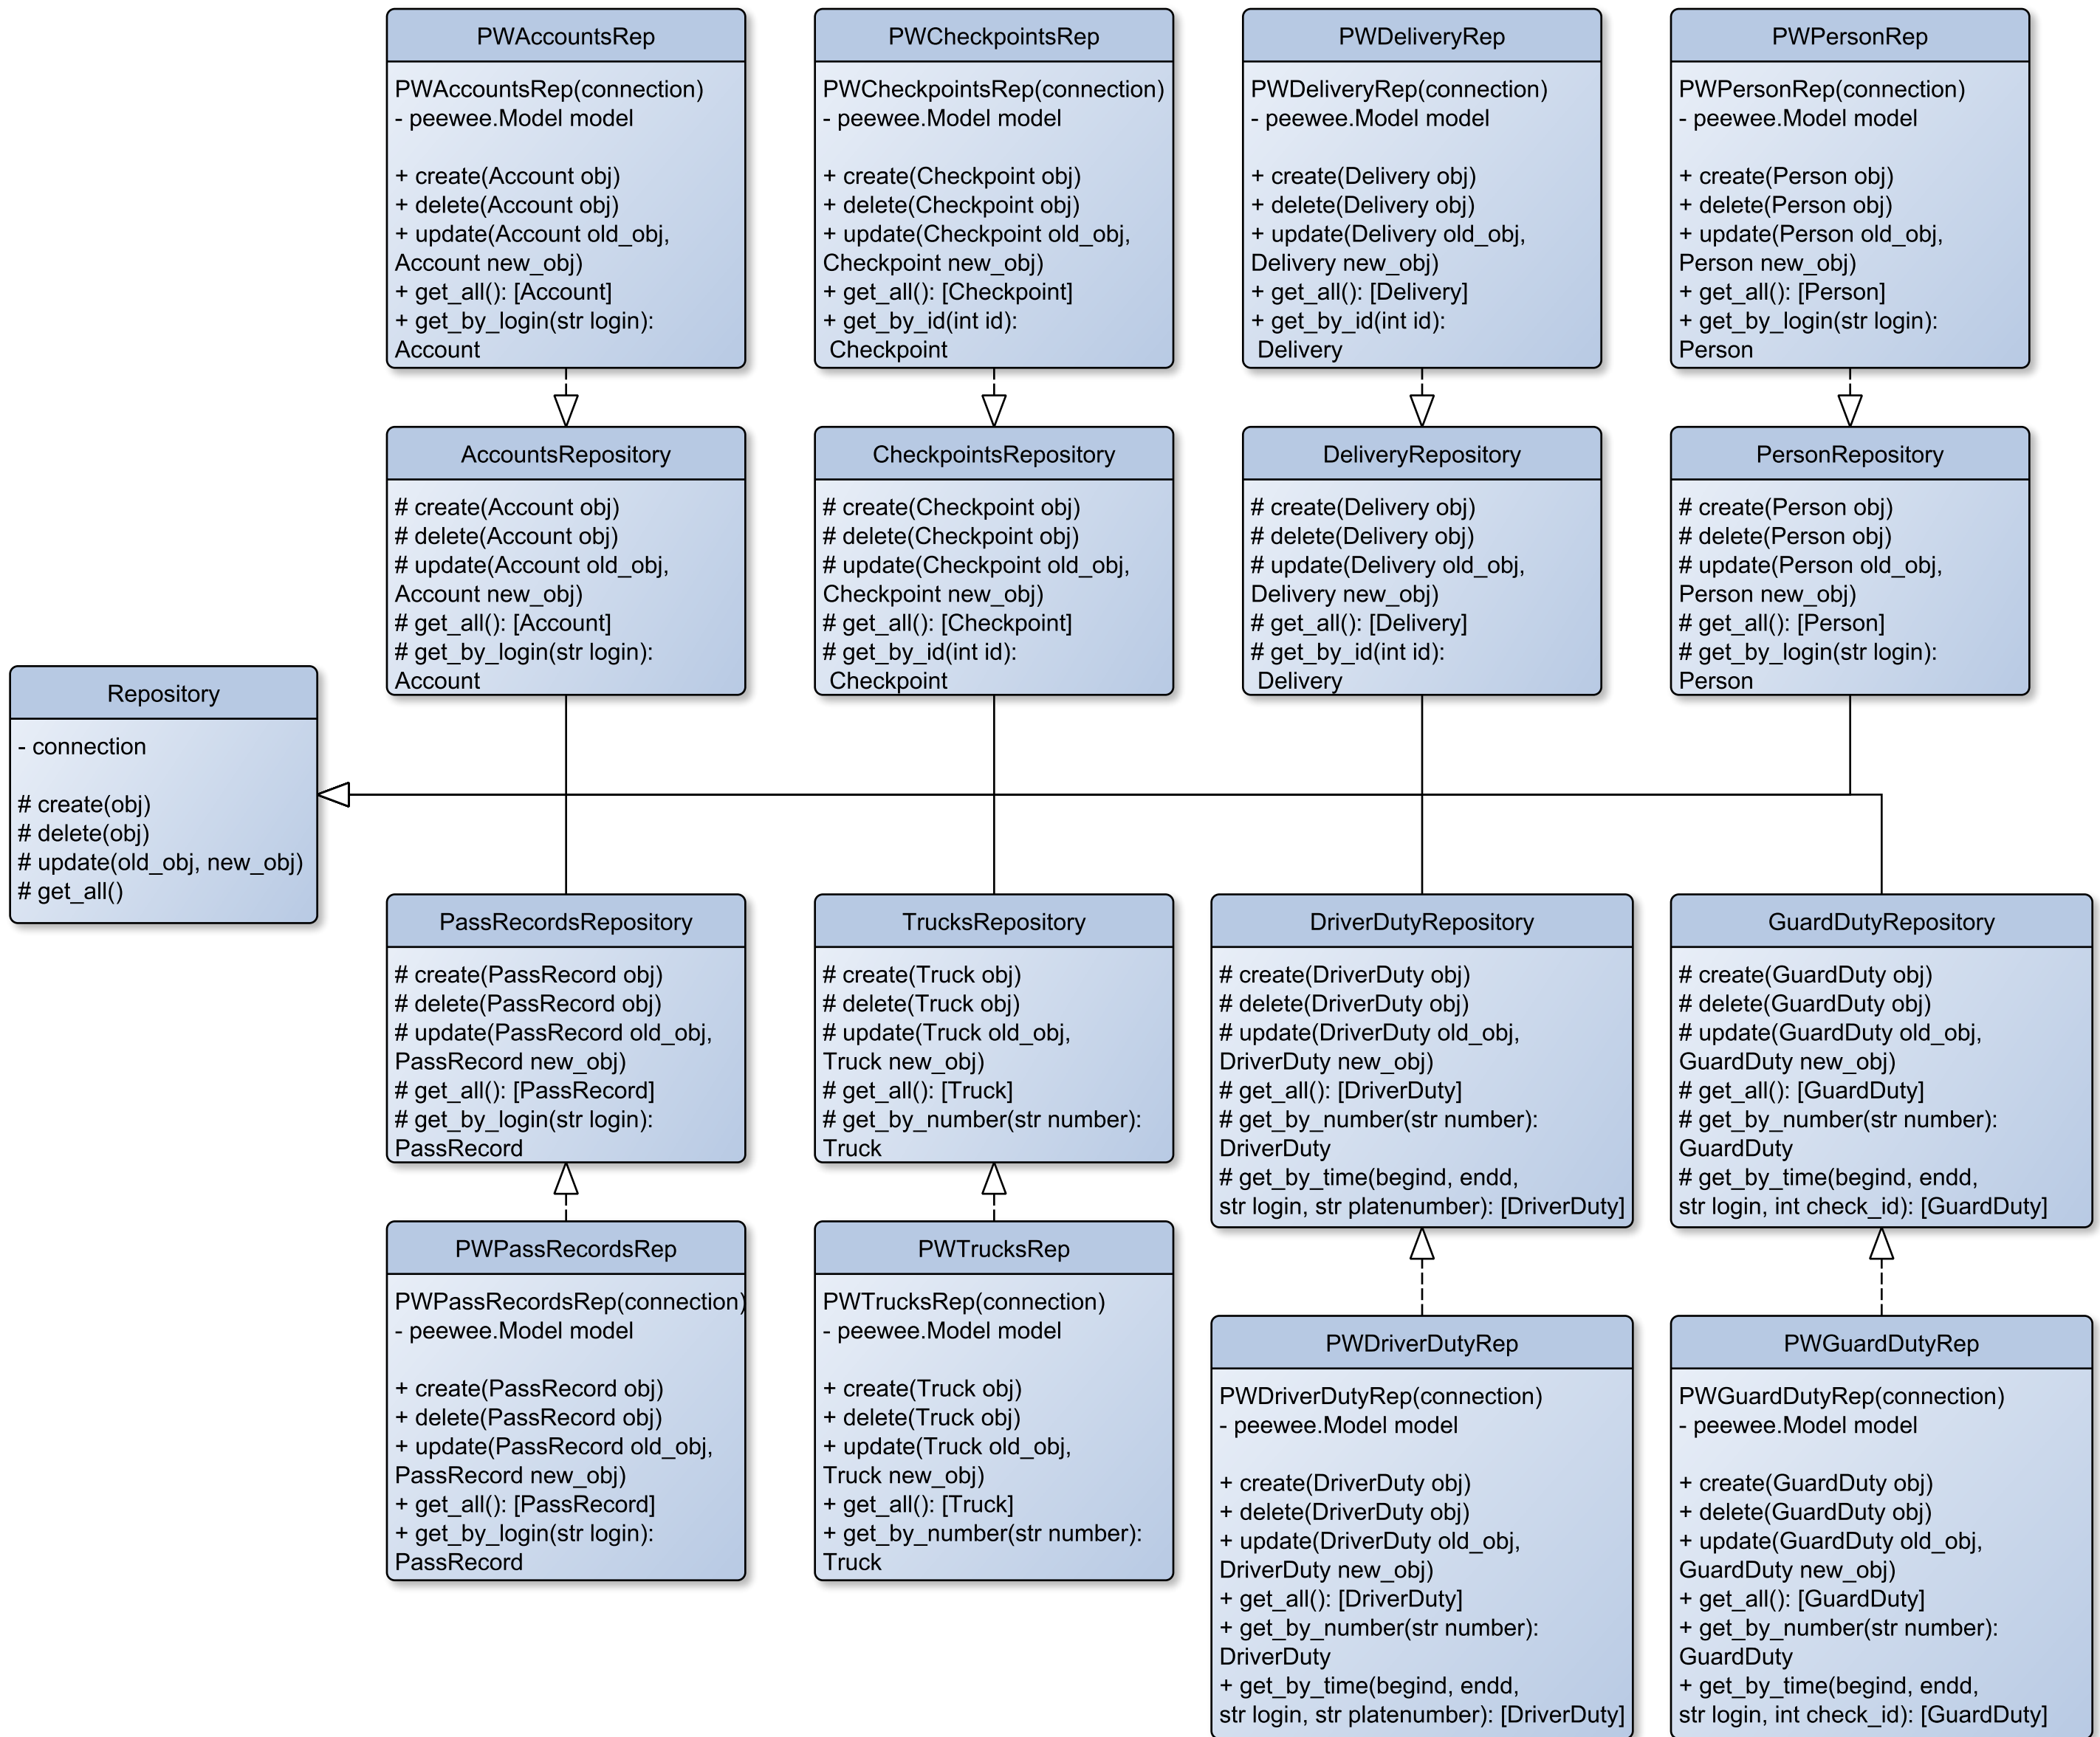 PWAccountsRep
PWAccountsRep(connection)
- peewee.Model model
+ create(Account obj)
+ delete(Account obj)
+ update(Account old_obj,
Account new_obj)
+ get_all(): [Account]
+ get_by_login(str login):
Account
PWCheckpointsRep
PWCheckpointsRep(connection)
- peewee.Model model
+ create(Checkpoint obj)
+ delete(Checkpoint obj)
+ update(Checkpoint old_obj,
Checkpoint new_obj)
+ get_all(): [Checkpoint]
+ get_by_id(int id):
Checkpoint
PWDeliveryRep
PWDeliveryRep(connection)
- peewee.Model model
+ create(Delivery obj)
+ delete(Delivery obj)
+ update(Delivery old_obj,
Delivery new_obj)
+ get_all(): [Delivery]
+ get_by_id(int id):
Delivery
PWPersonRep
PWPersonRep(connection)
- peewee.Model model
+ create(Person obj)
+ delete(Person obj)
+ update(Person old_obj,
Person new_obj)
+ get_all(): [Person]
+ get_by_login(str login):
Person
AccountsRepository
# create(Account obj)
# delete(Account obj)
# update(Account old_obj,
Account new_obj)
# get_all(): [Account]
# get_by_login(str login):
Account
CheckpointsRepository
# create(Checkpoint obj)
# delete(Checkpoint obj)
# update(Checkpoint old_obj,
Checkpoint new_obj)
# get_all(): [Checkpoint]
# get_by_id(int id):
Checkpoint
DeliveryRepository
# create(Delivery obj)
# delete(Delivery obj)
# update(Delivery old_obj,
Delivery new_obj)
# get_all(): [Delivery]
# get_by_id(int id):
Delivery
PersonRepository
# create(Person obj)
# delete(Person obj)
# update(Person old_obj,
Person new_obj)
# get_all(): [Person]
# get_by_login(str login):
Person
Repository
- connection
# create(obj)
# delete(obj)
# update(old_obj, new_obj)
# get_all()
PassRecordsRepository
# create(PassRecord obj)
# delete(PassRecord obj)
# update(PassRecord old_obj,
PassRecord new_obj)
# get_all(): [PassRecord]
# get_by_login(str login):
PassRecord
TrucksRepository
# create(Truck obj)
# delete(Truck obj)
# update(Truck old_obj,
Truck new_obj)
# get_all(): [Truck]
# get_by_number(str number):
Truck
DriverDutyRepository
# create(DriverDuty obj)
# delete(DriverDuty obj)
# update(DriverDuty old_obj,
DriverDuty new_obj)
# get_all(): [DriverDuty]
# get_by_number(str number):
DriverDuty
# get_by_time(begind, endd,
str login, str platenumber): [DriverDuty]
GuardDutyRepository
# create(GuardDuty obj)
# delete(GuardDuty obj)
# update(GuardDuty old_obj,
GuardDuty new_obj)
# get_all(): [GuardDuty]
# get_by_number(str number):
GuardDuty
# get_by_time(begind, endd,
str login, int check_id): [GuardDuty]
PWPassRecordsRep
PWPassRecordsRep(connection)
- peewee.Model model
+ create(PassRecord obj)
+ delete(PassRecord obj)
+ update(PassRecord old_obj,
PassRecord new_obj)
+ get_all(): [PassRecord]
+ get_by_login(str login):
PassRecord
PWTrucksRep
PWTrucksRep(connection)
- peewee.Model model
+ create(Truck obj)
+ delete(Truck obj)
+ update(Truck old_obj,
Truck new_obj)
+ get_all(): [Truck]
+ get_by_number(str number):
Truck
PWDriverDutyRep
PWDriverDutyRep(connection)
- peewee.Model model
+ create(DriverDuty obj)
+ delete(DriverDuty obj)
+ update(DriverDuty old_obj,
DriverDuty new_obj)
+ get_all(): [DriverDuty]
+ get_by_number(str number):
DriverDuty
+ get_by_time(begind, endd,
str login, str platenumber): [DriverDuty]
PWGuardDutyRep
PWGuardDutyRep(connection)
- peewee.Model model
+ create(GuardDuty obj)
+ delete(GuardDuty obj)
+ update(GuardDuty old_obj,
GuardDuty new_obj)
+ get_all(): [GuardDuty]
+ get_by_number(str number):
GuardDuty
+ get_by_time(begind, endd,
str login, int check_id): [GuardDuty]